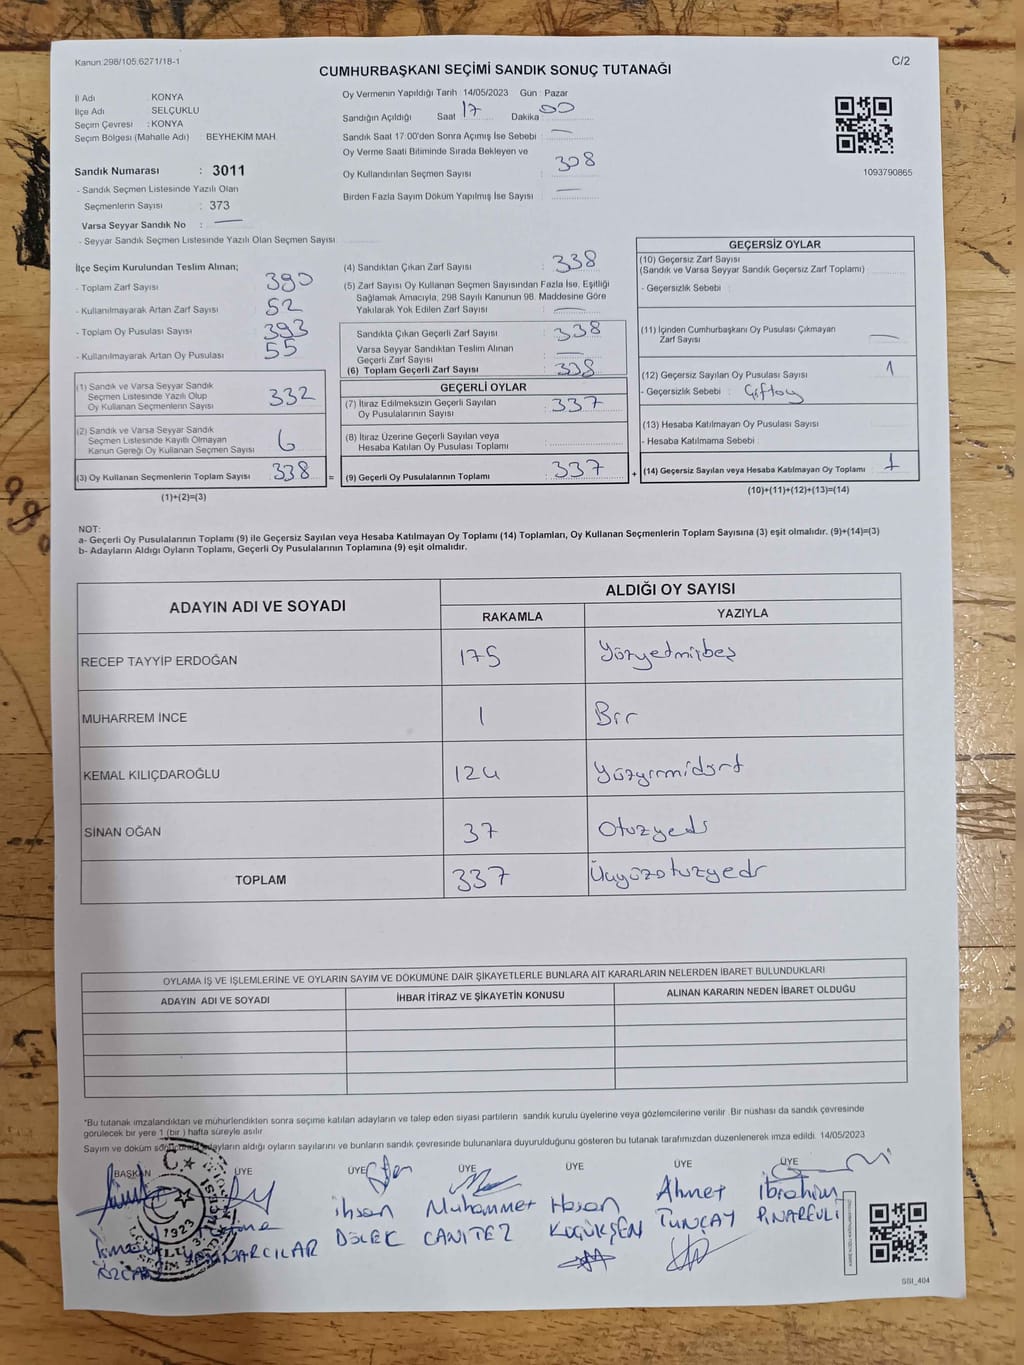 Kanun:298/105.6271/18-1
C/2
CUMHURBAŞKANI SEÇİMİ SANDIK SONUÇ TUTANAĞI
İl Adı KONYA
İlçe Adı : SELÇUKLU
Seçim Çevresi : KONYA
Seçim Bölgesi (Mahalle Adı) BEYHEKİM MAH.
Sandık Numarası : 3011
- Sandık Seçmen Listesinde Yazılı Olan
Seçmenlerin Sayısı : 373
Varsa Seyyar Sandık No : —
- Seyyar Sandık Seçmen Listesinde Yazılı Olan Seçmen Sayısı
Oy Vermenin Yapıldığı Tarih 14/05/2023 Gün : Pazar
Sandığın Açıldığı Saat 17 Dakika 00
Sandık Saat 17:00'den Sonra Açımış İse Sebebi : —
Oy Verme Saati Bitiminde Sırada Bekleyen ve
Oy Kullandırılan Seçmen Sayısı : 338
Birden Fazla Sayım Döküm Yapılmış İse Sayısı : —
1093790865
İlçe Seçim Kurulundan Teslim Alınan;
- Toplam Zarf Sayısı : 390
- Kullanılmayarak Artan Zarf Sayısı : 52
- Toplam Oy Pusulası Sayısı : 393
- Kullanılmayarak Artan Oy Pusulası : 55
(1) Sandık ve Varsa Seyyar Sandık
Seçmen Listesinde Yazılı Olup
Oy Kullanan Seçmenlerin Sayısı 332
(2) Sandık ve Varsa Seyyar Sandık
Seçmen Listesinde Kayıtlı Olmayan
Kanun Gereği Oy Kullanan Seçmen Sayısı 6
(3) Oy Kullanan Seçmenlerin Toplam Sayısı 338 =
(1)+(2)=(3)
(4) Sandıktan Çıkan Zarf Sayısı : 338
(5) Zarf Sayısı Oy Kullanan Seçmen Sayısından Fazla İse, Eşitliği
Sağlamak Amacıyla, 298 Sayılı Kanunun 98. Maddesine Göre
Yakılarak Yok Edilen Zarf Sayısı : —
Sandıkta Çıkan Geçerli Zarf Sayısı : 338
Varsa Seyyar Sandıktan Teslim Alınan
Geçerli Zarf Sayısı : —
(6) Toplam Geçerli Zarf Sayısı : 338
GEÇERLİ OYLAR
(7) İtiraz Edilmeksizin Geçerli Sayılan
Oy Pusulalarının Sayısı : 337
(8) İtiraz Üzerine Geçerli Sayılan veya
Hesaba Katılan Oy Pusulası Toplamı :
(9) Geçerli Oy Pusulalarının Toplamı : 337 +
GEÇERSİZ OYLAR
(10) Geçersiz Zarf Sayısı
(Sandık ve Varsa Seyyar Sandık Geçersiz Zarf Toplamı)
- Geçersizlik Sebebi :
(11) İçinden Cumhurbaşkanı Oy Pusulası Çıkmayan
Zarf Sayısı —
(12) Geçersiz Sayılan Oy Pusulası Sayısı 1
- Geçersizlik Sebebi : Çiftoy
(13) Hesaba Katılmayan Oy Pusulası Sayısı
- Hesaba Katılmama Sebebi :
(14) Geçersiz Sayılan veya Hesaba Katılmayan Oy Toplamı : 1
(10)+(11)+(12)+(13)=(14)
NOT:
a- Geçerli Oy Pusulalarının Toplamı (9) ile Geçersiz Sayılan veya Hesaba Katılmayan Oy Toplamı (14) Toplamları, Oy Kullanan Seçmenlerin Toplam Sayısına (3) eşit olmalıdır. (9)+(14)=(3)
b- Adayların Aldığı Oyların Toplamı, Geçerli Oy Pusulalarının Toplamına (9) eşit olmalıdır.
ADAYIN ADI VE SOYADI ALDIĞI OY SAYISI
RAKAMLA YAZIYLA
RECEP TAYYİP ERDOĞAN 175 Yüzyetmişbeş
MUHARREM İNCE 1 Bir
KEMAL KILIÇDAROĞLU 124 Yüzyirmidört
SİNAN OĞAN 37 Otuzyedi
TOPLAM 337 Üçyüzotuzyedi
OYLAMA İŞ VE İŞLEMLERİNE VE OYLARIN SAYIM VE DÖKÜMÜNE DAİR ŞİKAYETLERLE BUNLARA AİT KARARLARIN NELERDEN İBARET BULUNDUKLARI
ADAYIN ADI VE SOYADI İHBAR İTİRAZ VE ŞİKAYETİN KONUSU ALINAN KARARIN NEDEN İBARET OLDUĞU
*Bu tutanak imzalandıktan ve mühürlendikten sonra seçime katılan adayların ve talep eden siyasi partilerin sandık kurulu üyelerine veya gözlemcilerine verilir. Bir nüshası da sandık çevresinde
görülecek bir yere 1 (bir ) hafta süreyle asılır.
Sayım ve döküm adayların aldığı oyların sayılarını ve bunların sandık çevresinde bulunanlara duyurulduğunu gösteren bu tutanak tarafımızdan düzenlenerek imza edildi. 14/05/2023
BAŞKAN ÜYE ÜYE ÜYE ÜYE ÜYE ÜYE
İhsan Muhammet Hasan Ahmet İbrahim
DÖLEK CANITEZ KÜÇÜKŞEN TUNÇAY PINAREVLİ
1923
SSI_404